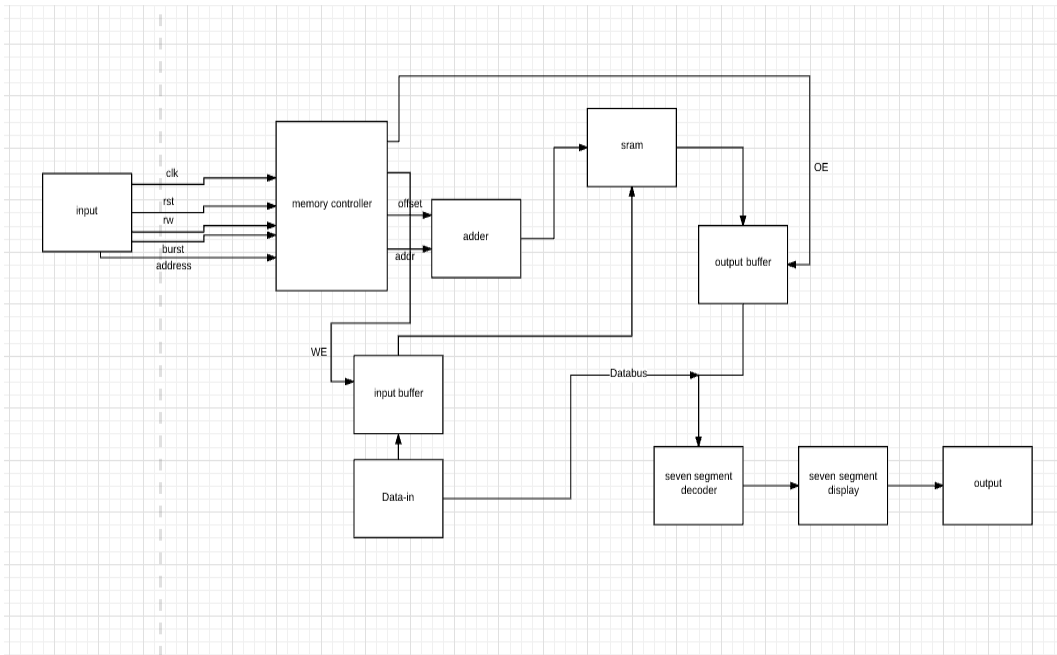 clk
input
rst
rw
burst
address
memory controller
offset
addr
adder
sram
OE
output buffer
WE
input buffer
Databus
Data-in
seven segment
decoder
seven segment
display
output